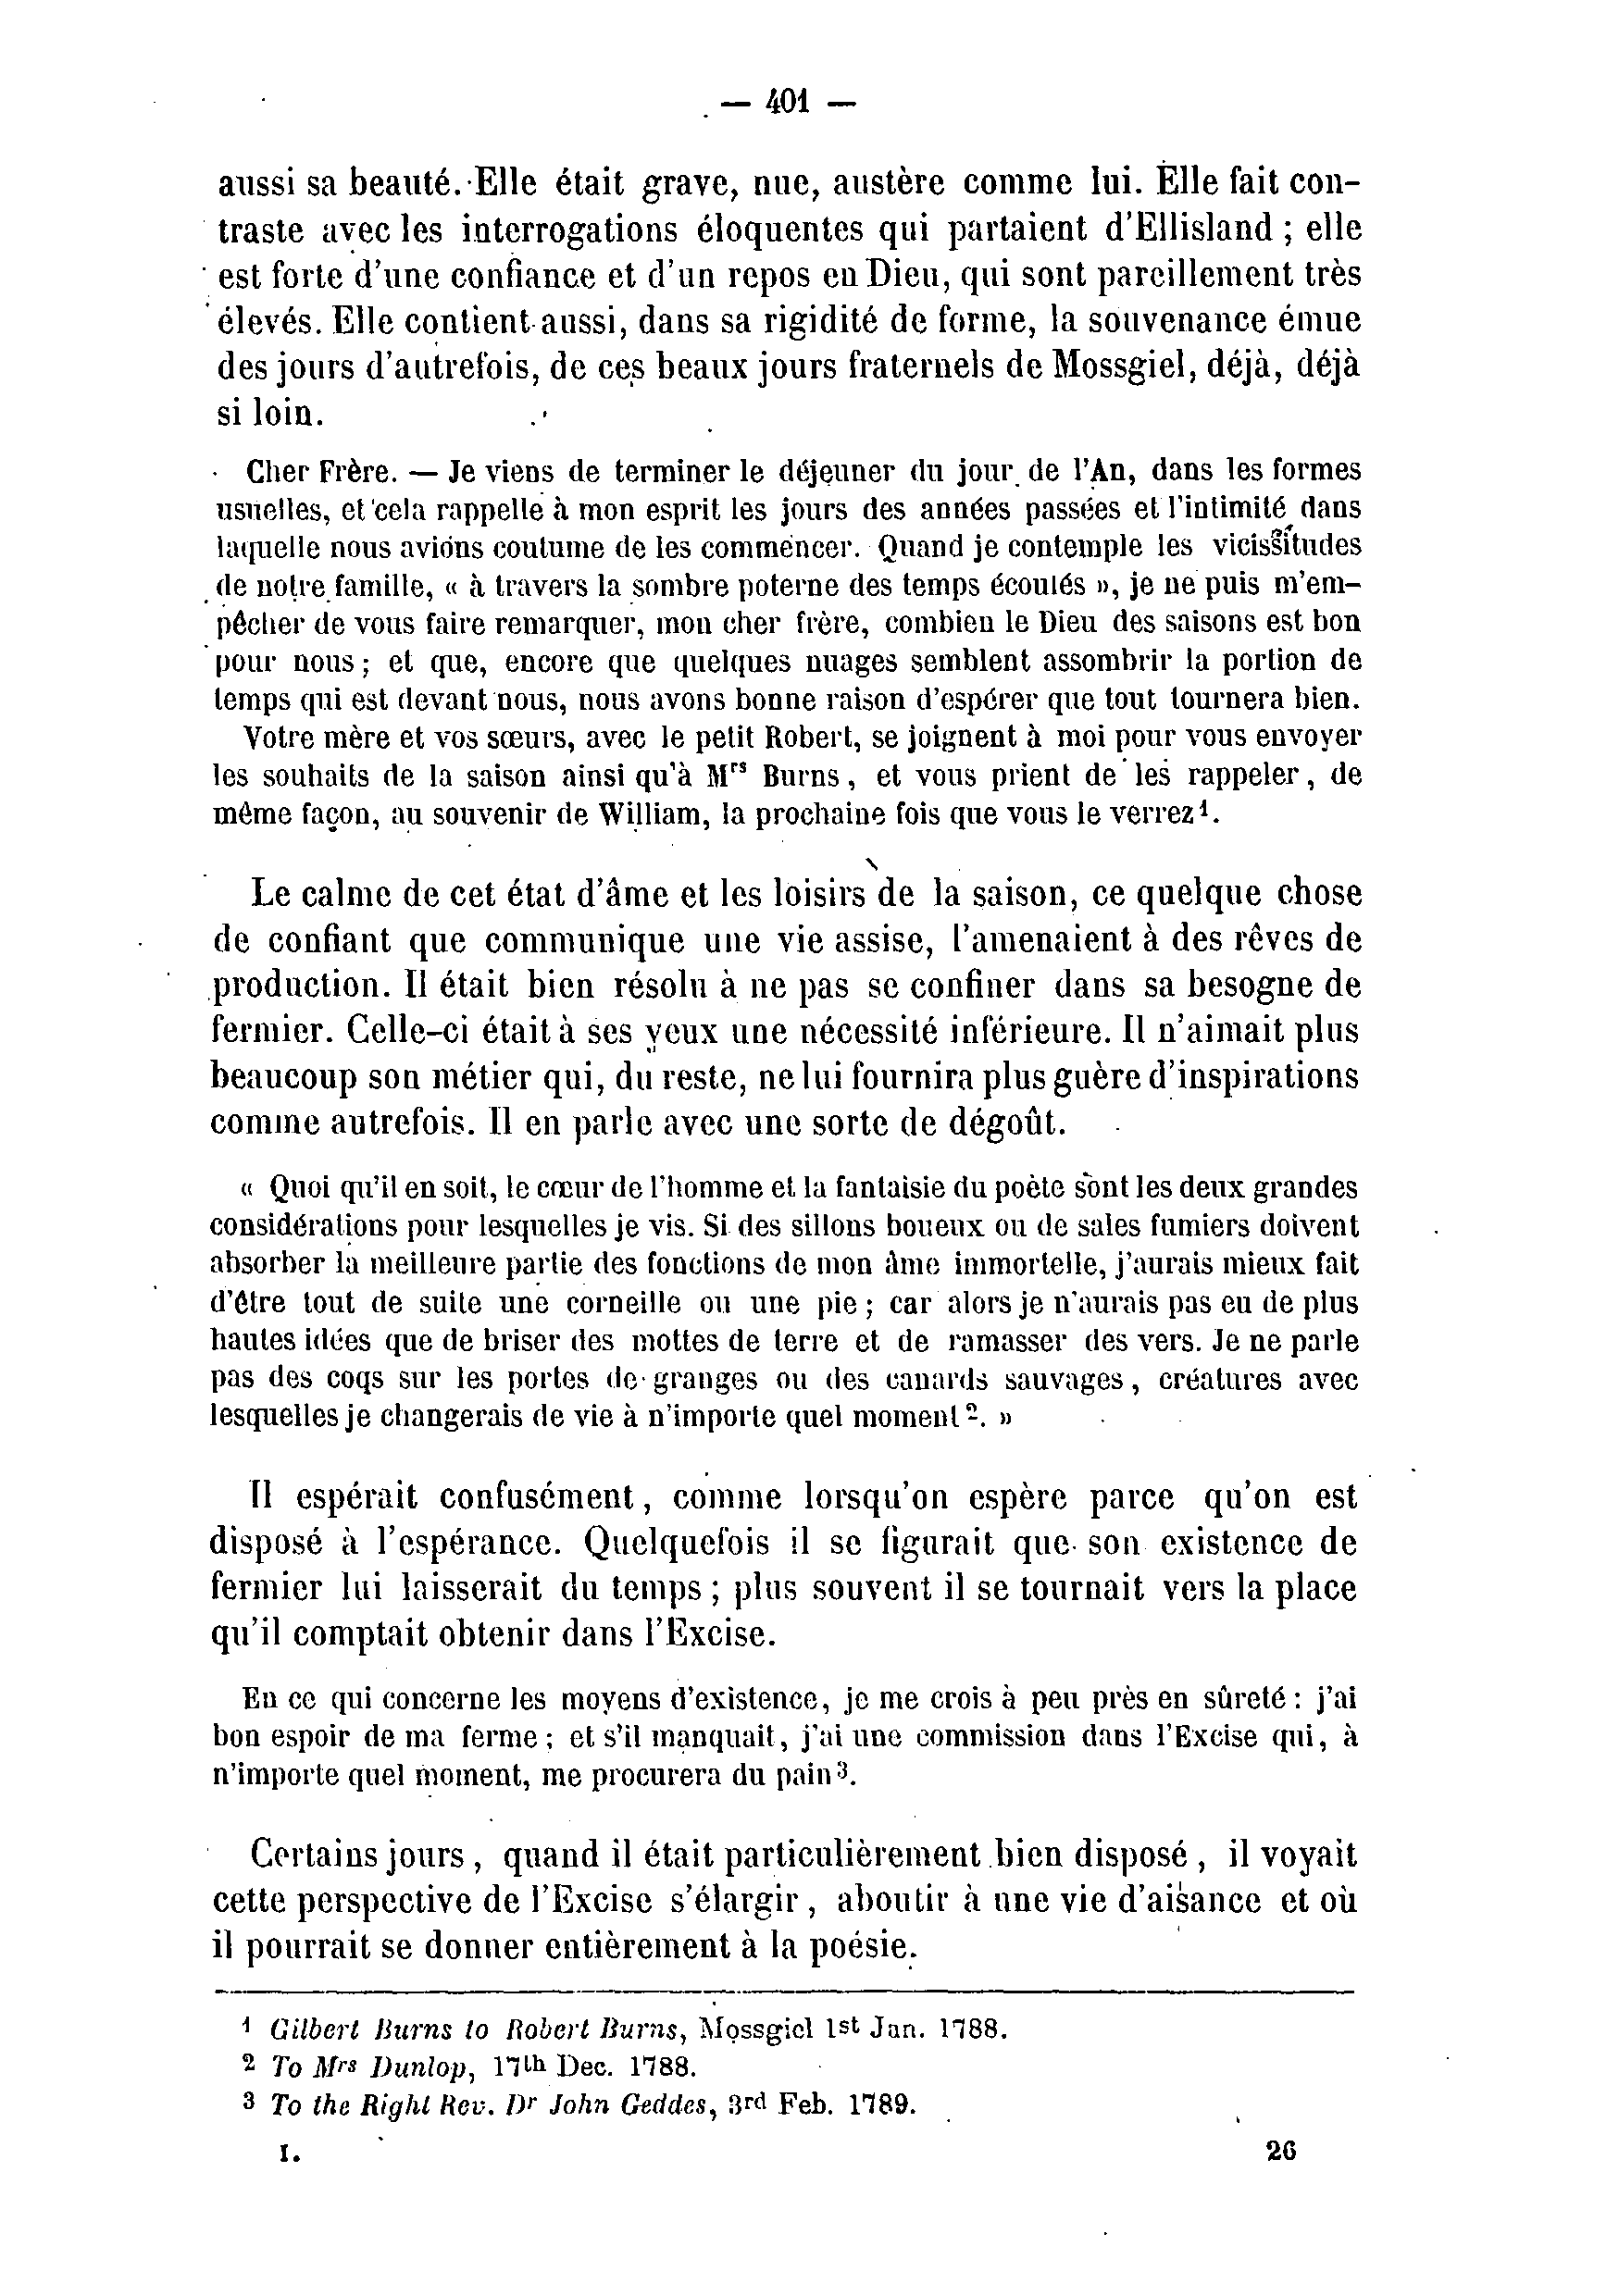 — 401 —
aussi sa beauté. Elle était grave, nue, austère comme lui. Elle fait con-
traste avec les interrogations éloquentes qui partaient d'Ellisland ; elle
est forte d'une confiance et d'un repos en Dieu, qui sont pareillement très
élevés. Elle contient aussi, dans sa rigidité de forme, la souvenance émue
des jours d'autrefois, de ces beaux jours fraternels de Mossgiel, déjà, déjà
si loin.
Cher Frère. — Je viens de terminer le déjeuner du jour de l'An, dans les formes
usuelles, et cela rappelle à mon esprit les jours des années passées et l'intimité dans
laquelle nous avions coutume de les commencer. Quand je contemple les vicissitudes
de notre famille, « à travers la sombre poterne des temps écoulés », je ne puis m'em-
pêcher de vous faire remarquer, mon cher frère, combien le Dieu des saisons est bon
pour nous ; et que, encore que quelques nuages semblent assombrir la portion de
temps qui est devant nous, nous avons bonne raison d'espérer que tout tournera bien.
Votre mère et vos sœurs, avec le petit Robert, se joignent à moi pour vous envoyer
les souhaits de la saison ainsi qu'à Mrs Burns, et vous prient de les rappeler, de
même façon, au souvenir de William, la prochaine fois que vous le verrez 1.
Le calme de cet état d'âme et les loisirs de la saison, ce quelque chose
de confiant que communique une vie assise, l'amenaient à des rêves de
production. Il était bien résolu à ne pas se confiner dans sa besogne de
fermier. Celle-ci était à ses yeux une nécessité inférieure. Il n'aimait plus
beaucoup son métier qui, du reste, ne lui fournira plus guère d'inspirations
comme autrefois. Il en parle avec une sorte de dégoût.
« Quoi qu'il en soit, le cœur de l'homme et la fantaisie du poète sont les deux grandes
considérations pour lesquelles je vis. Si des sillons boueux ou de sales fumiers doivent
absorber la meilleure partie des fonctions de mon âme immortelle, j'aurais mieux fait
d'être tout de suite une corneille ou une pie ; car alors je n'aurais pas eu de plus
hautes idées que de briser des mottes de terre et de ramasser des vers. Je ne parle
pas des coqs sur les portes de granges ou des canards sauvages, créatures avec
lesquelles je changerais de vie à n'importe quel moment 2. »
Il espérait confusément, comme lorsqu'on espère parce qu'on est
disposé à l'espérance. Quelquefois il se figurait que son existence de
fermier lui laisserait du temps ; plus souvent il se tournait vers la place
qu'il comptait obtenir dans l'Excise.
En ce qui concerne les moyens d'existence, je me crois à peu près en sûreté : j'ai
bon espoir de ma ferme ; et s'il manquait, j'ai une commission dans l'Excise qui, à
n'importe quel moment, me procurera du pain 3.
Certains jours, quand il était particulièrement bien disposé, il voyait
cette perspective de l'Excise s'élargir, aboutir à une vie d'aisance et où
il pourrait se donner entièrement à la poésie.
1 Gilbert Burns to Robert Burns, Mossgiel 1st Jan. 1788.
2 To Mrs Dunlop, 17th Dec. 1788.
3 To the Right Rev. Dr John Geddes, 3rd Feb. 1789.
I. 26